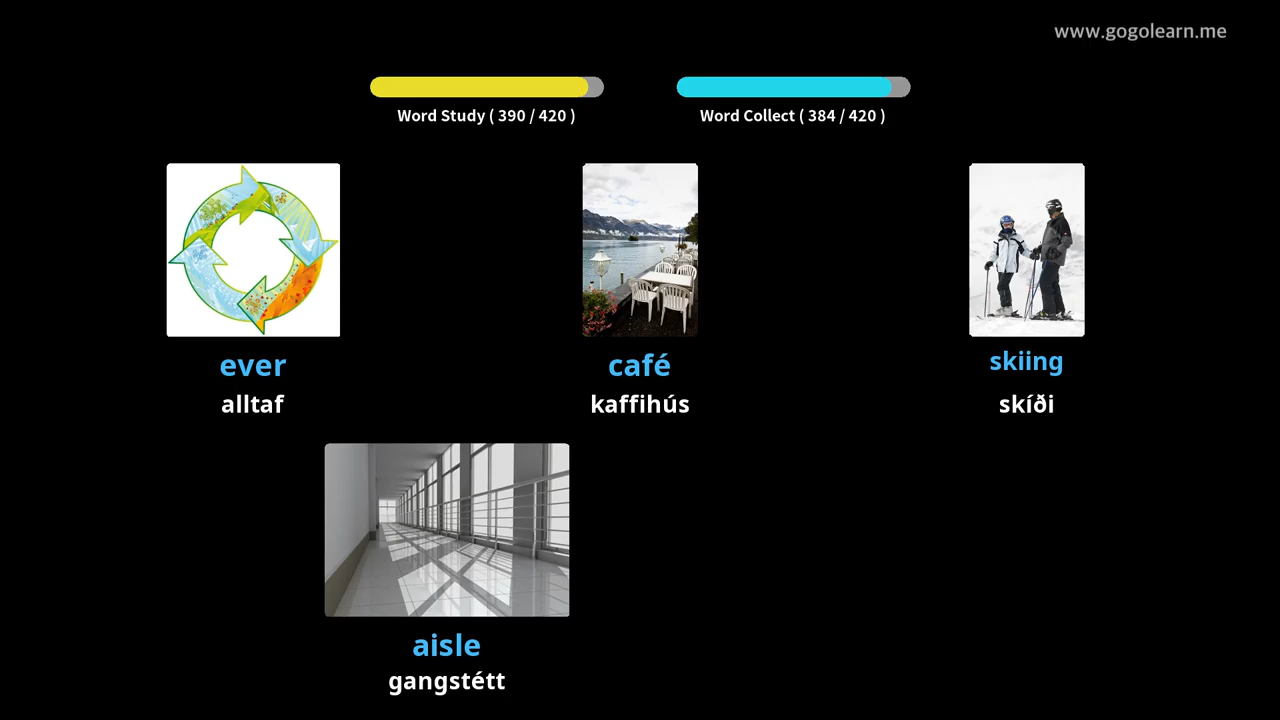 www.gogolearn.me
Word Study ( 390 / 420 )
Word Collect ( 384 / 420 )
ever
café
skiing
alltaf
kaffihús
skíði
aisle
gangstétt